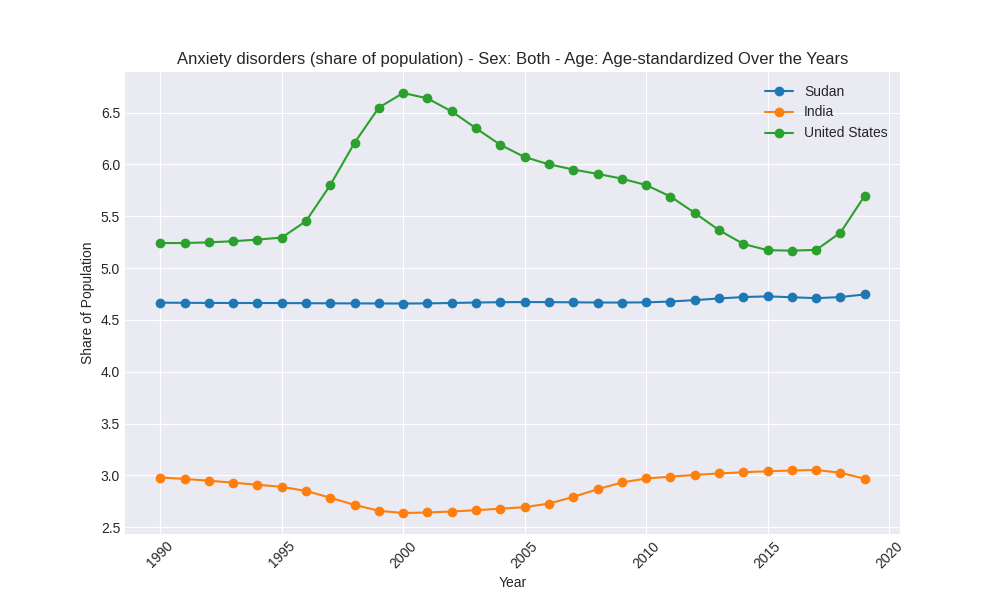 Anxiety disorders (share of population) - Sex: Both - Age: Age-standardized Over the Years
Sudan
India
United States
Share of Population
6.5
6.0
5.5
5.0
4.5
4.0
3.5
3.0
2.5
1990
1995
2000
2005
2010
2015
2020
Year